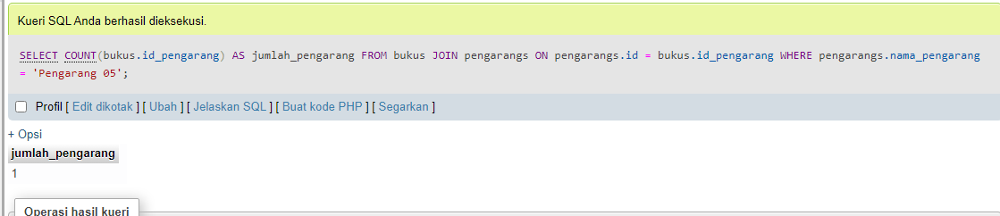 Kueri SQL Anda berhasil dieksekusi.
SELECT COUNT(bukus.id_pengarang) AS jumlah_pengarang FROM bukus JOIN pengarangs ON pengarangs.id = bukus.id_pengarang WHERE pengarangs.nama_pengarang
= 'Pengarang 05';
Profil [ Edit dikotak ] [ Ubah ] [ Jelaskan SQL ] [ Buat kode PHP ] [ Segarkan ]
+ Opsi
jumlah_pengarang
1
Operasi hasil kueri